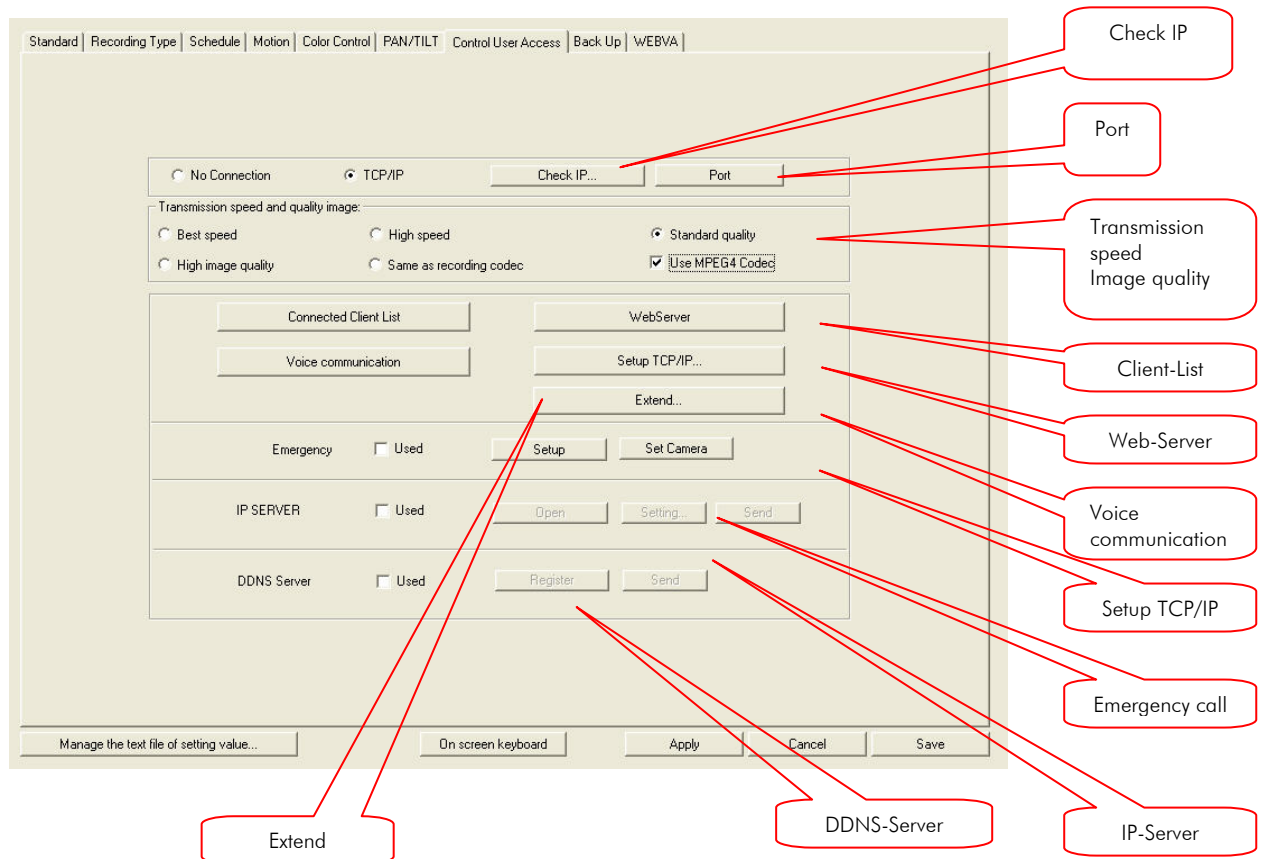 Check IP
Standard Recording Type Schedule Motion Color Control PAN/TILT Control User Access Back Up WEBVA
Port
No Connection TCP/IP Check IP... Port
Transmission speed and quality image:
Best speed High speed Standard quality
High image quality Same as recording codec Use MPEG4 Codec
Transmission
speed
Image quality
Connected Client List WebServer
Voice communication Setup TCP/IP...
Client-List
Extend...
Web-Server
Emergency Used Setup Set Camera
IP SERVER Used Open Setting... Send
Voice
communication
DDNS Server Used Register Send
Setup TCP/IP
Emergency call
Manage the text file of setting value... On screen keyboard Apply Cancel Save
DDNS-Server
IP-Server
Extend